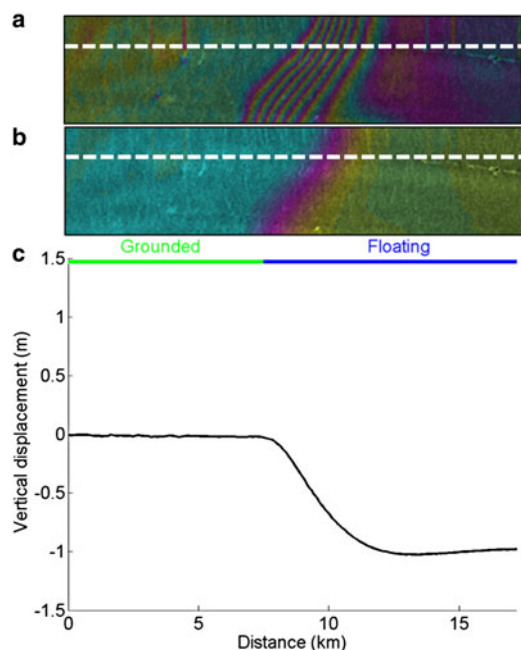 a
b
Grounded Floating
c
Vertical displacement (m)
1.5
1
0.5
0
-0.5
-1
-1.5
0 5 10 15
Distance (km)